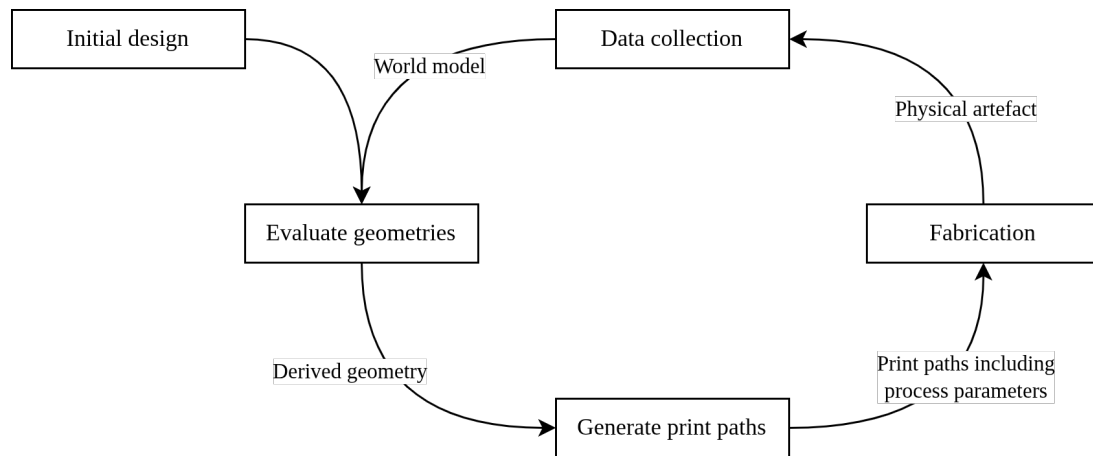 Initial design
Data collection
World model
Physical artefact
Evaluate geometries
Fabrication
Derived geometry
Print paths including
process parameters
Generate print paths